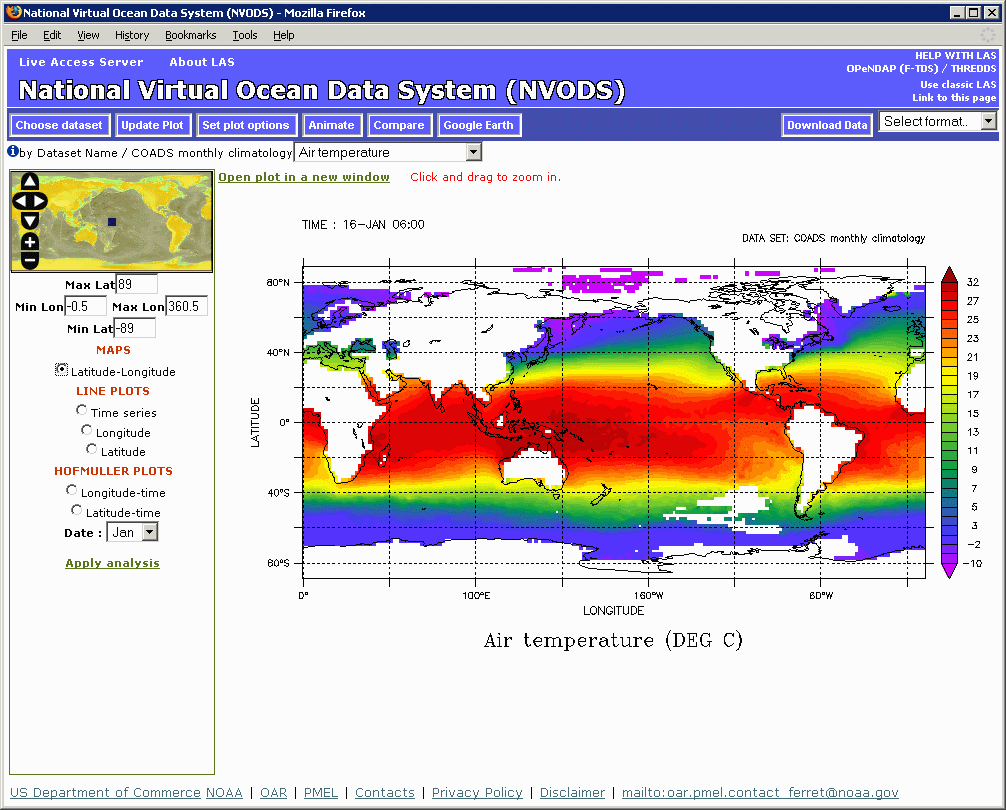 National Virtual Ocean Data System (NVODS) - Mozilla Firefox
File Edit View History Bookmarks Tools Help
Live Access Server About LAS
HELP WITH LAS
OPeNDAP (F-TDS) / THREDDS
National Virtual Ocean Data System (NVODS)
Use classic LAS
Link to this page
Choose dataset Update Plot Set plot options Animate Compare Google Earth Download Data Select format..
by Dataset Name / COADS monthly climatology Air temperature
Open plot in a new window Click and drag to zoom in.
Max Lat 89
Min Lon -0.5 Max Lon 360.5
Min Lat -89
MAPS
Latitude-Longitude
LINE PLOTS
Time series
Longitude
Latitude
HOFMULLER PLOTS
Longitude-time
Latitude-time
Date : Jan
Apply analysis
TIME : 16-JAN 06:00
DATA SET: COADS monthly climatology
80°N
40°N
0°
40°S
80°S
LATITUDE
0° 100°E 160°W 60°W
LONGITUDE
32
27
25
23
21
19
17
15
13
11
9
7
5
3
-2
-10
Air temperature (DEG C)
US Department of Commerce NOAA | OAR | PMEL | Contacts | Privacy Policy | Disclaimer | mailto:oar.pmel.contact_ferret@noaa.gov